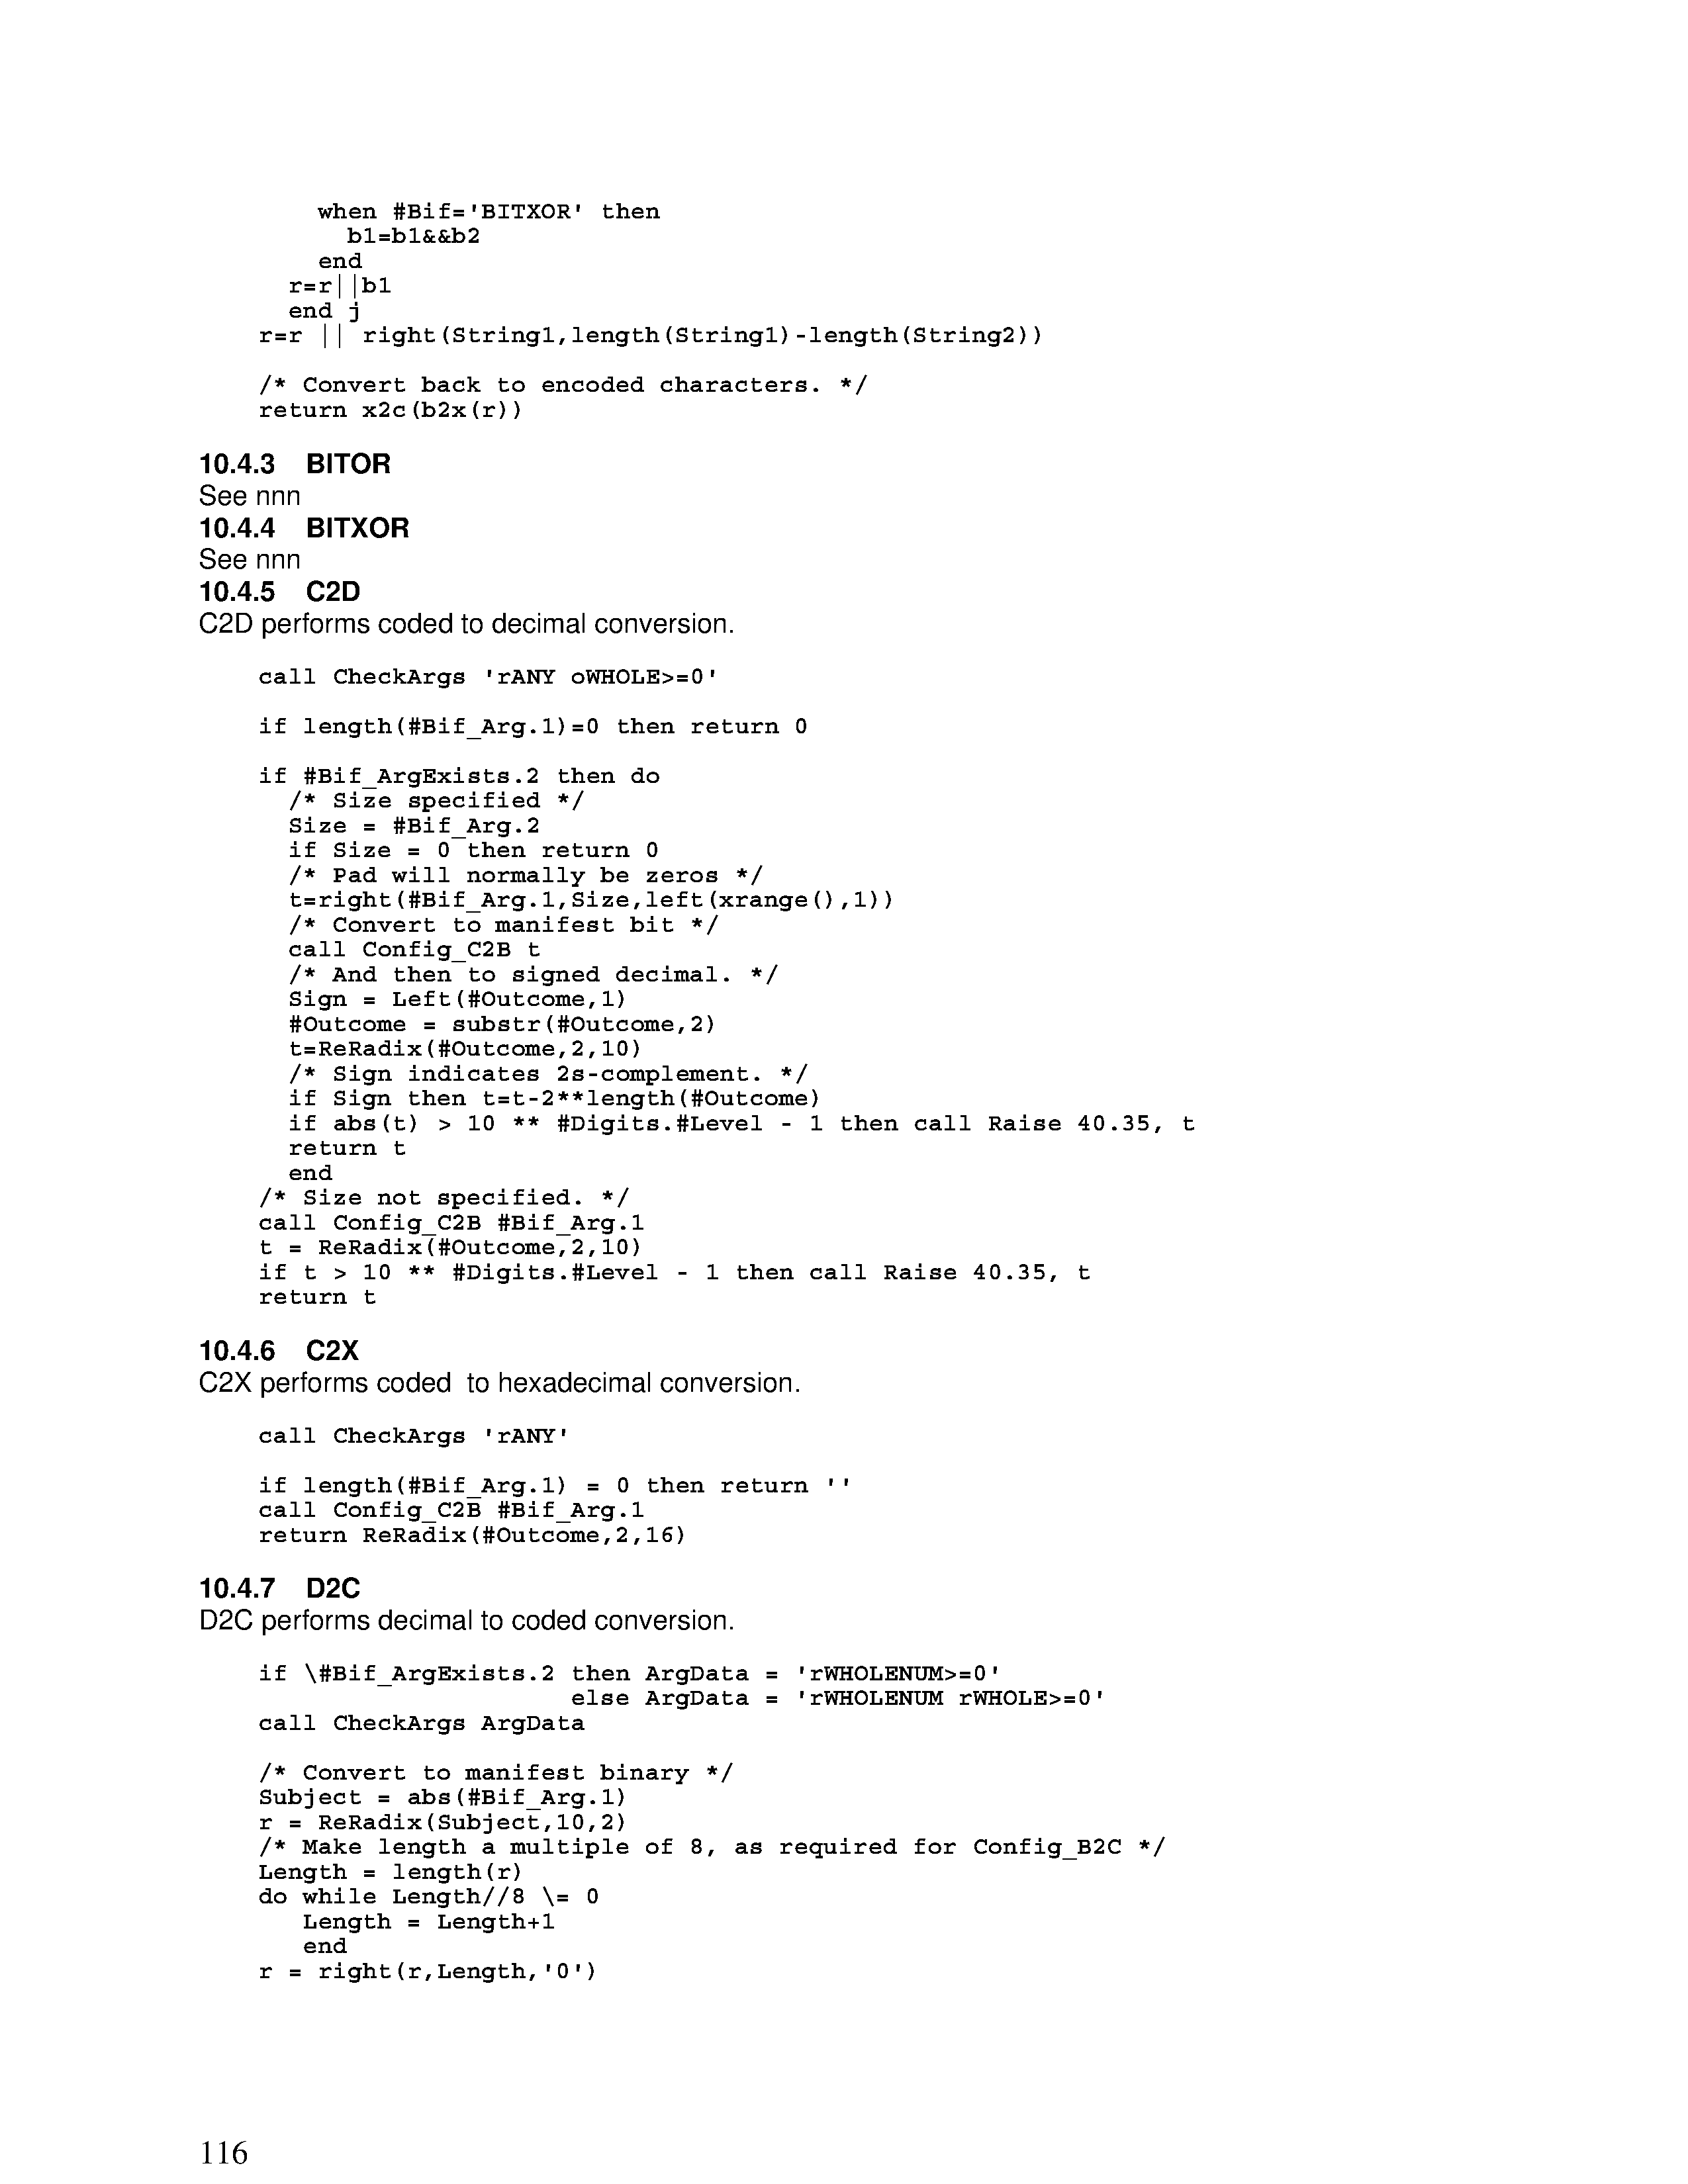 when #Bif='BITXOR' then
      b1=b1&&b2
    end
  r=r||b1
  end j
r=r || right(String1,length(String1)-length(String2))
/* Convert back to encoded characters. */
return x2c(b2x(r))
10.4.3 BITOR
See nnn
10.4.4 BITXOR
See nnn
10.4.5 C2D
C2D performs coded to decimal conversion.
call CheckArgs 'rANY oWHOLE>=0'
if length(#Bif_Arg.1)=0 then return 0
if #Bif_ArgExists.2 then do
  /* Size specified */
  Size = #Bif_Arg.2
  if Size = 0 then return 0
  /* Pad will normally be zeros */
  t=right(#Bif_Arg.1,Size,left(xrange(),1))
  /* Convert to manifest bit */
  call Config_C2B t
  /* And then to signed decimal. */
  Sign = Left(#Outcome,1)
  #Outcome = substr(#Outcome,2)
  t=ReRadix(#Outcome,2,10)
  /* Sign indicates 2s-complement. */
  if Sign then t=t-2**length(#Outcome)
  if abs(t) > 10 ** #Digits.#Level - 1 then call Raise 40.35, t
  return t
  end
/* Size not specified. */
call Config_C2B #Bif_Arg.1
t = ReRadix(#Outcome,2,10)
if t > 10 ** #Digits.#Level - 1 then call Raise 40.35, t
return t
10.4.6 C2X
C2X performs coded  to hexadecimal conversion.
call CheckArgs 'rANY'
if length(#Bif_Arg.1) = 0 then return ''
call Config_C2B #Bif_Arg.1
return ReRadix(#Outcome,2,16)
10.4.7 D2C
D2C performs decimal to coded conversion.
if \#Bif_ArgExists.2 then ArgData = 'rWHOLENUM>=0'
                     else ArgData = 'rWHOLENUM rWHOLE>=0'
call CheckArgs ArgData
/* Convert to manifest binary */
Subject = abs(#Bif_Arg.1)
r = ReRadix(Subject,10,2)
/* Make length a multiple of 8, as required for Config_B2C */
Length = length(r)
do while Length//8 \= 0
   Length = Length+1
   end
r = right(r,Length,'0')
116